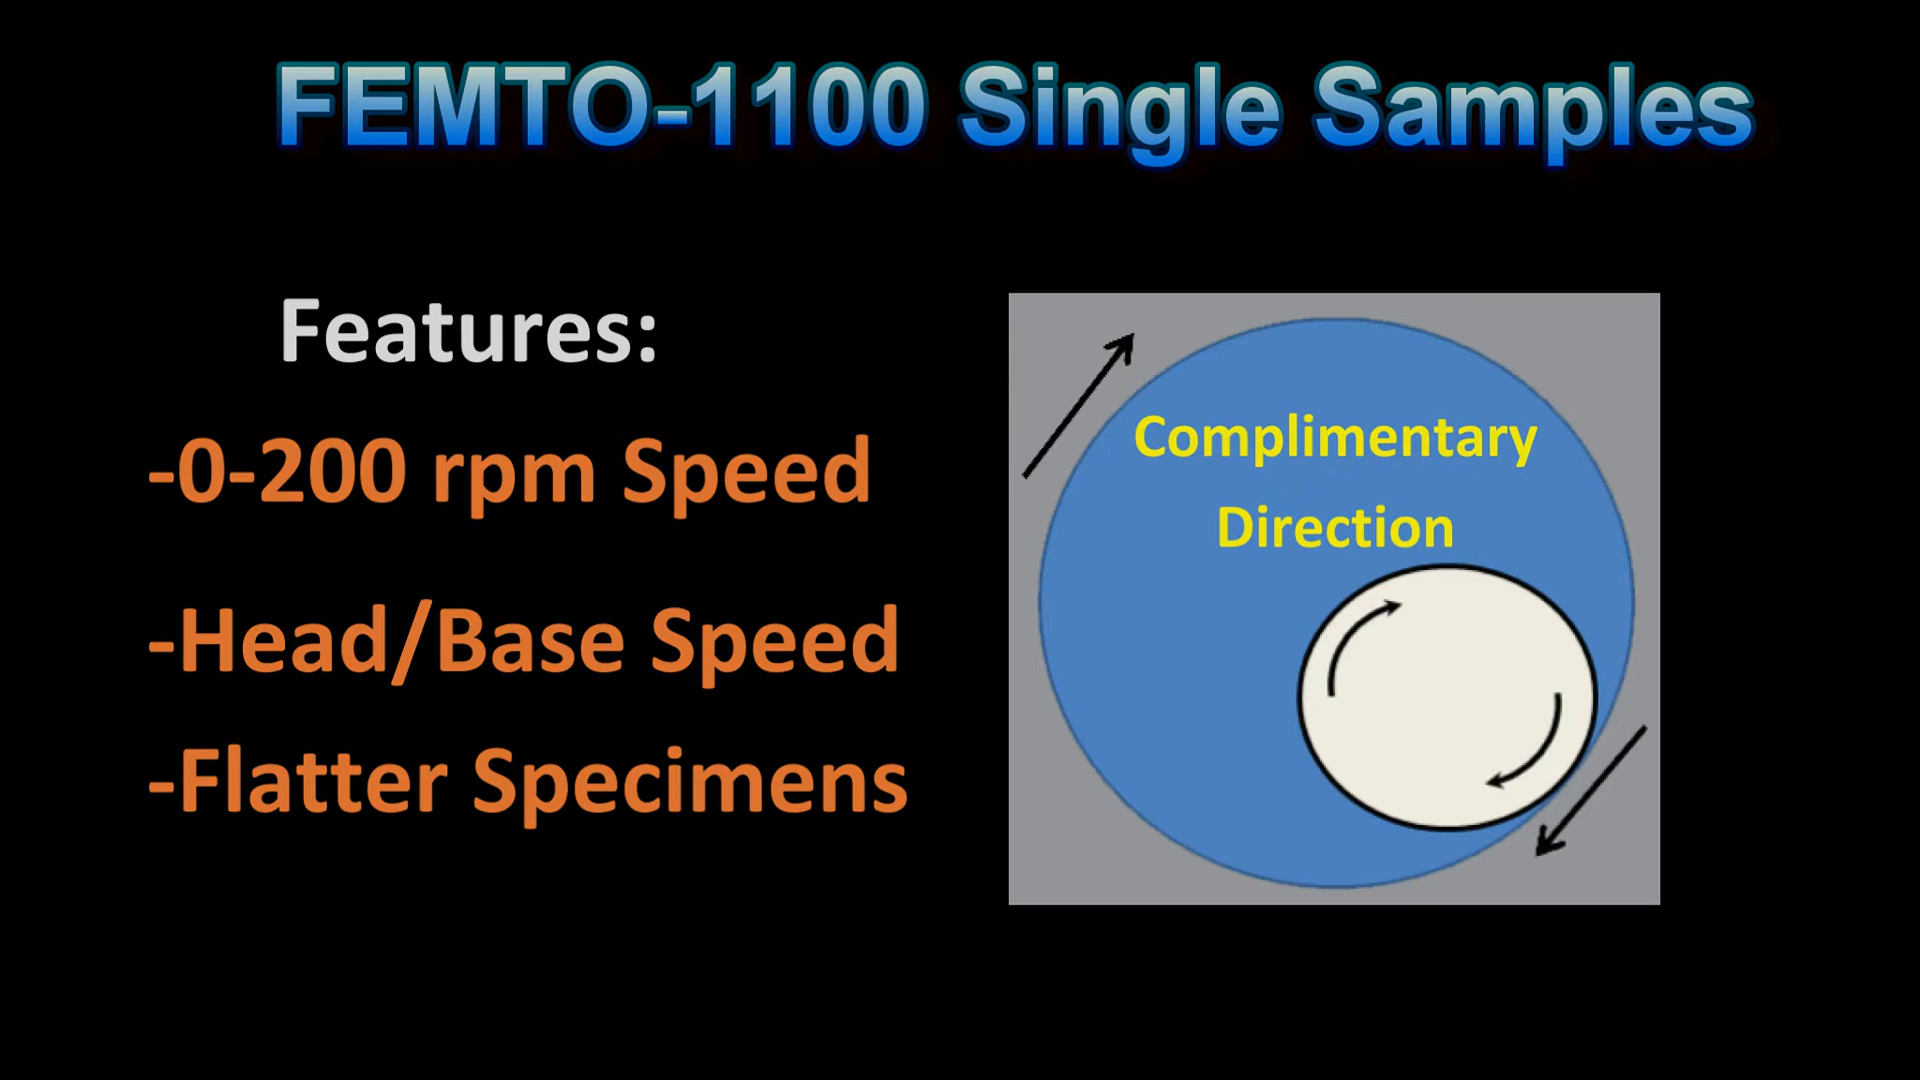 FEMTO-1100 Single Samples
Features:
-0-200 rpm Speed
-Head/Base Speed
-Flatter Specimens
Complimentary
Direction